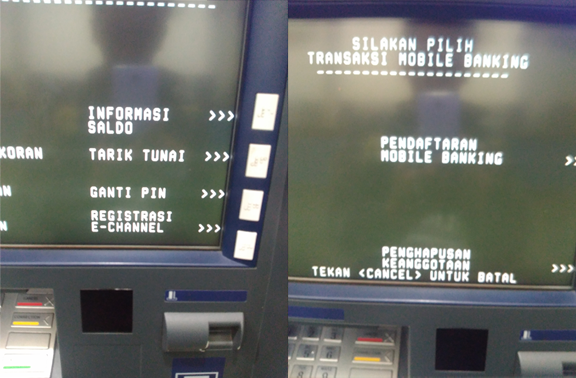 INFORMASI >>>
SALDO
KORAN TARIK TUNAI >>>
AN GANTI PIN >>>
N REGISTRASI >>>
E-CHANNEL
SILAKAN PILIH
TRANSAKSI MOBILE BANKING
PENDAFTARAN
MOBILE BANKING >>
PENGHAPUSAN
KEANGGOTAAN >>>
TEKAN <CANCEL> UNTUK BATAL